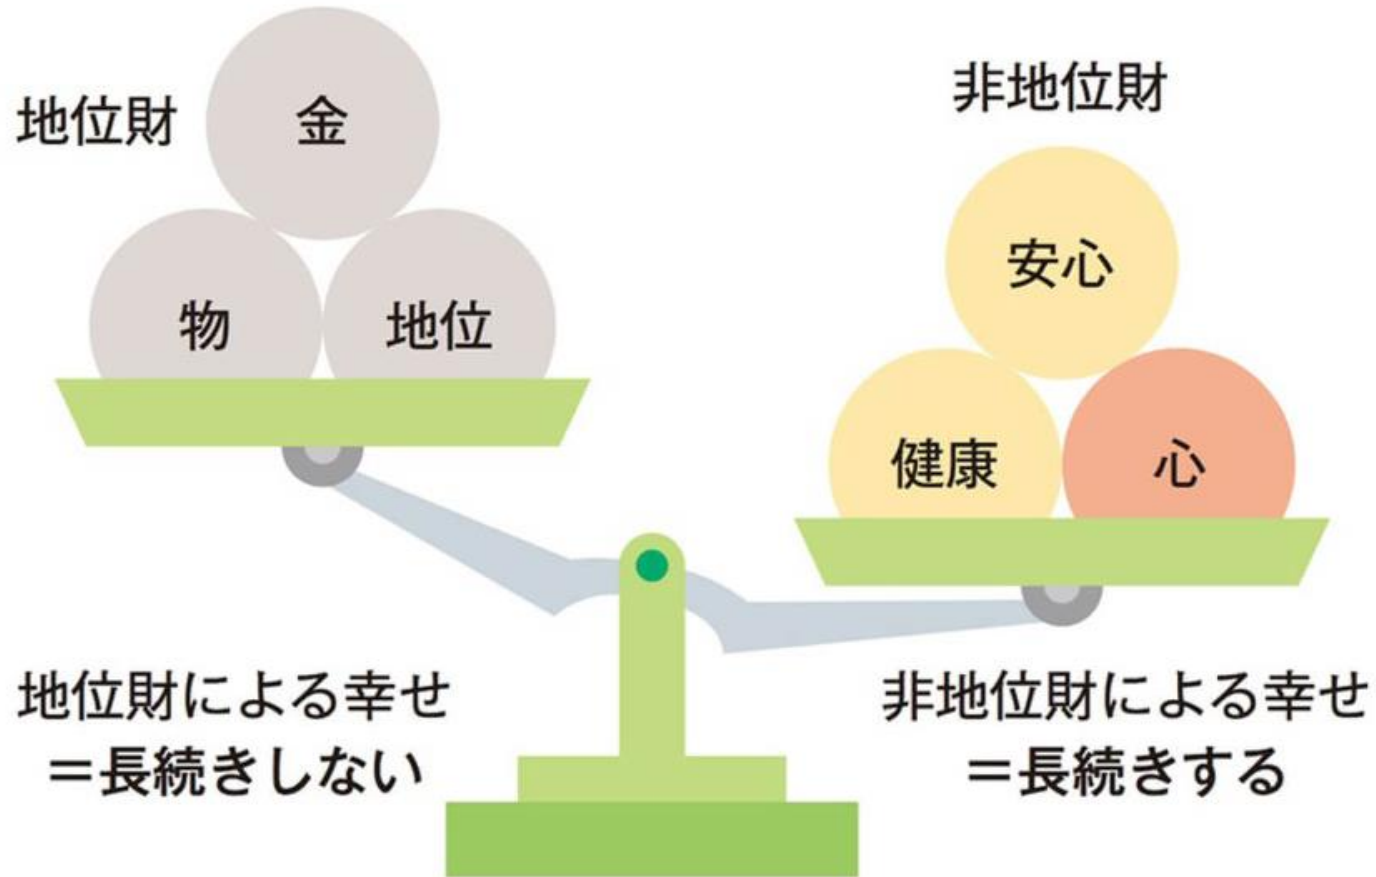 地位財
金
物
地位
非地位財
安心
健康
心
地位財による幸せ
＝長続きしない
非地位財による幸せ
＝長続きする